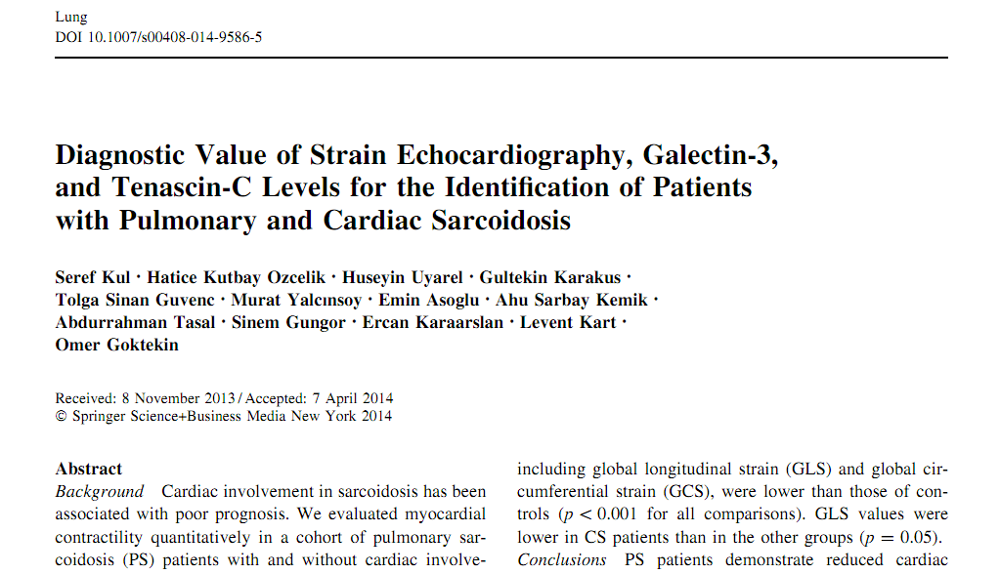 Lung
DOI 10.1007/s00408-014-9586-5
Diagnostic Value of Strain Echocardiography, Galectin-3,
and Tenascin-C Levels for the Identification of Patients
with Pulmonary and Cardiac Sarcoidosis
Seref Kul · Hatice Kutbay Ozcelik · Huseyin Uyarel · Gultekin Karakus ·
Tolga Sinan Guvenc · Murat Yalcınsoy · Emin Asoglu · Ahu Sarbay Kemik ·
Abdurrahman Tasal · Sinem Gungor · Ercan Karaarslan · Levent Kart ·
Omer Goktekin
Received: 8 November 2013 / Accepted: 7 April 2014
© Springer Science+Business Media New York 2014
Abstract
Background Cardiac involvement in sarcoidosis has been
associated with poor prognosis. We evaluated myocardial
contractility quantitatively in a cohort of pulmonary sar-
coidosis (PS) patients with and without cardiac involve-
including global longitudinal strain (GLS) and global cir-
cumferential strain (GCS), were lower than those of con-
trols (p < 0.001 for all comparisons). GLS values were
lower in CS patients than in the other groups (p = 0.05).
Conclusions PS patients demonstrate reduced cardiac